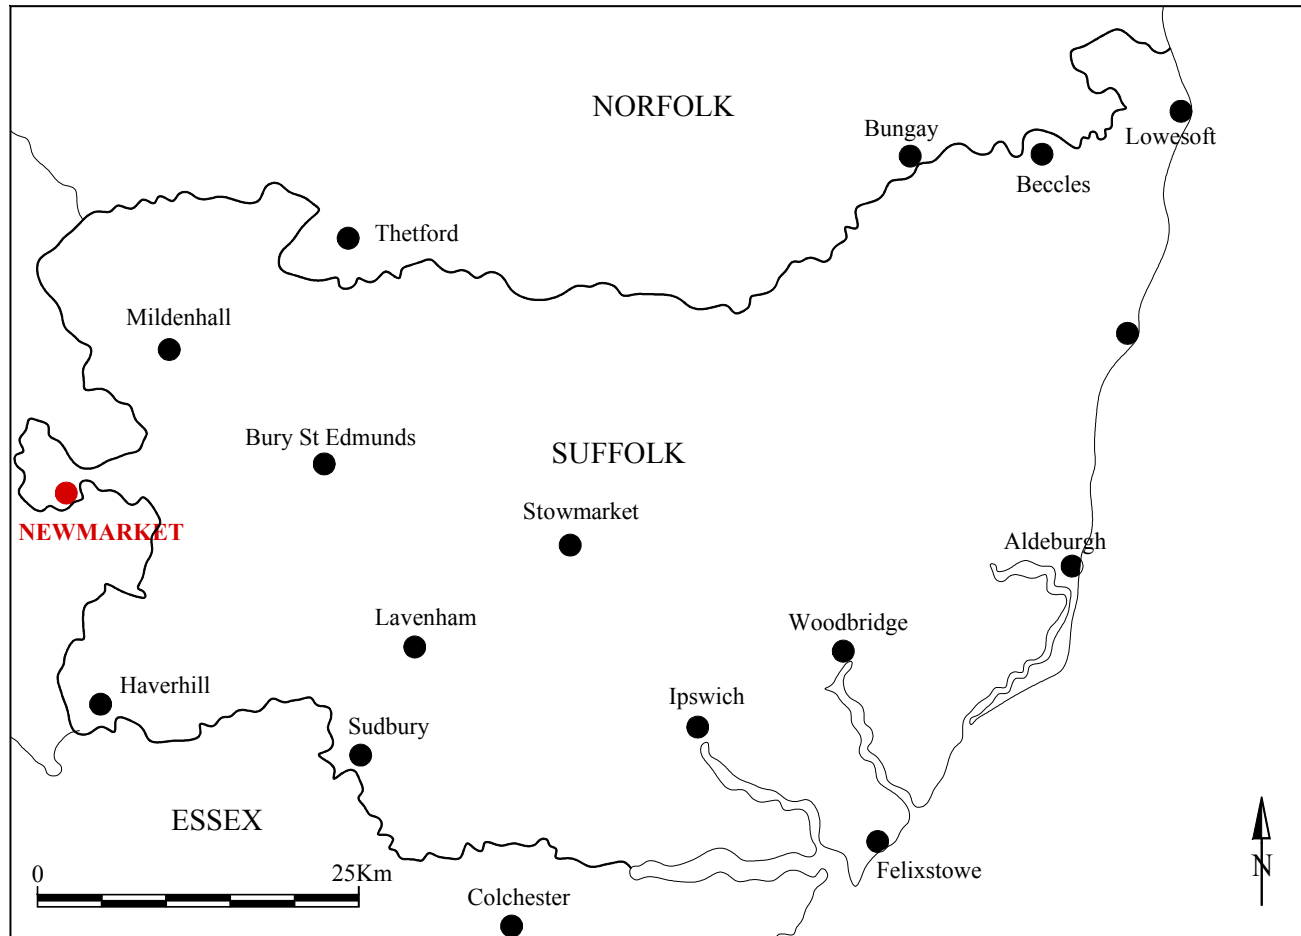 NORFOLK
Bungay
Lowesoft
Beccles
Thetford
Mildenhall
Bury St Edmunds
SUFFOLK
Stowmarket
NEWMARKET
Aldeburgh
Lavenham
Woodbridge
Haverhill
Ipswich
Sudbury
ESSEX
0 25Km
N
Felixstowe
Colchester